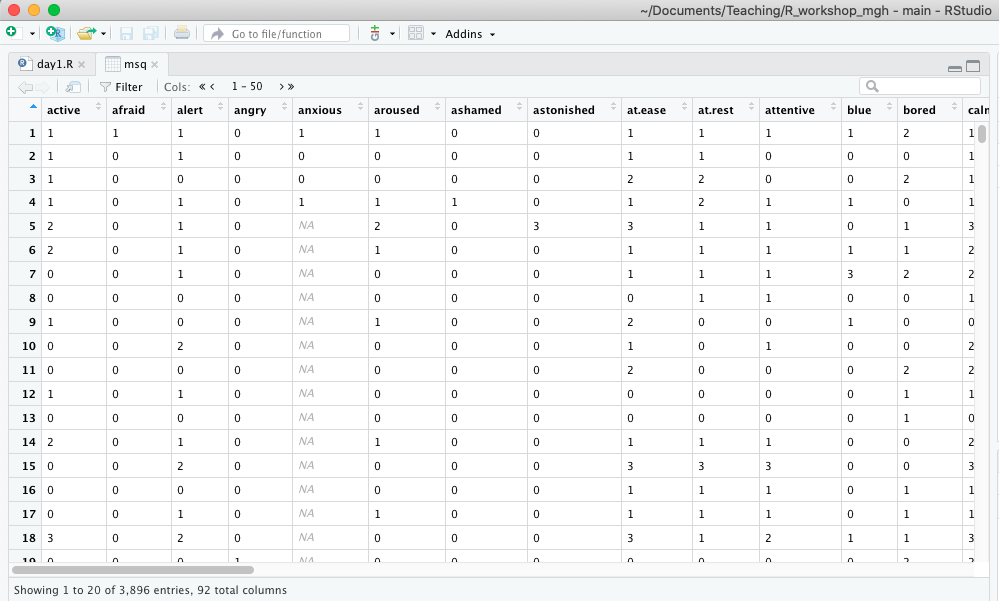 ~/Documents/Teaching/R_workshop_mgh - main - RStudio
Go to file/function Addins
day1.R msq
Filter Cols: 1 - 50
active afraid alert angry anxious aroused ashamed astonished at.ease at.rest attentive blue bored calm
1 1 1 1 0 1 1 0 0 1 1 1 1 2 1
2 1 0 1 0 0 0 0 0 1 1 0 0 0 1
3 1 0 0 0 0 0 0 0 2 2 0 0 2 1
4 1 0 1 0 1 1 1 0 1 2 1 1 0 1
5 2 0 1 0 NA 2 0 3 3 1 1 0 1 3
6 2 0 1 0 NA 1 0 0 1 1 1 1 1 2
7 0 0 1 0 NA 0 0 0 1 1 1 3 2 2
8 0 0 0 0 NA 0 0 0 0 1 1 0 0 1
9 1 0 0 0 NA 1 0 0 2 0 0 1 0 0
10 0 0 2 0 NA 0 0 0 1 0 1 0 0 2
11 0 0 0 0 NA 0 0 0 2 0 0 0 2 2
12 1 0 1 0 NA 0 0 0 0 0 0 0 1 1
13 0 0 0 0 NA 0 0 0 0 0 0 0 1 0
14 2 0 1 0 NA 1 0 0 1 1 1 0 0 2
15 0 0 2 0 NA 0 0 0 3 3 3 0 0 3
16 0 0 0 0 NA 0 0 0 1 1 1 0 1 1
17 0 0 1 0 NA 1 0 0 1 1 1 0 1 1
18 3 0 2 0 NA 0 0 0 3 1 2 1 1 3
Showing 1 to 20 of 3,896 entries, 92 total columns